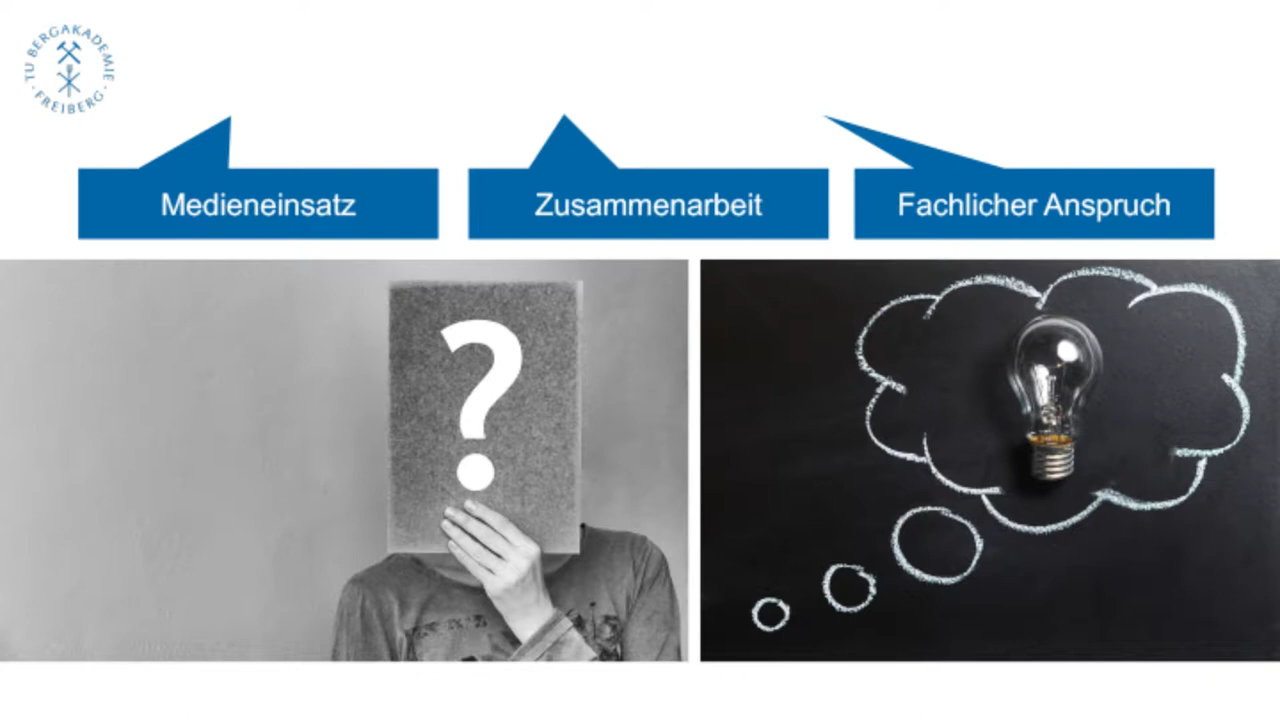 TU BERGAKADEMIE
· FREIBERG ·
Medieneinsatz
Zusammenarbeit
Fachlicher Anspruch
?